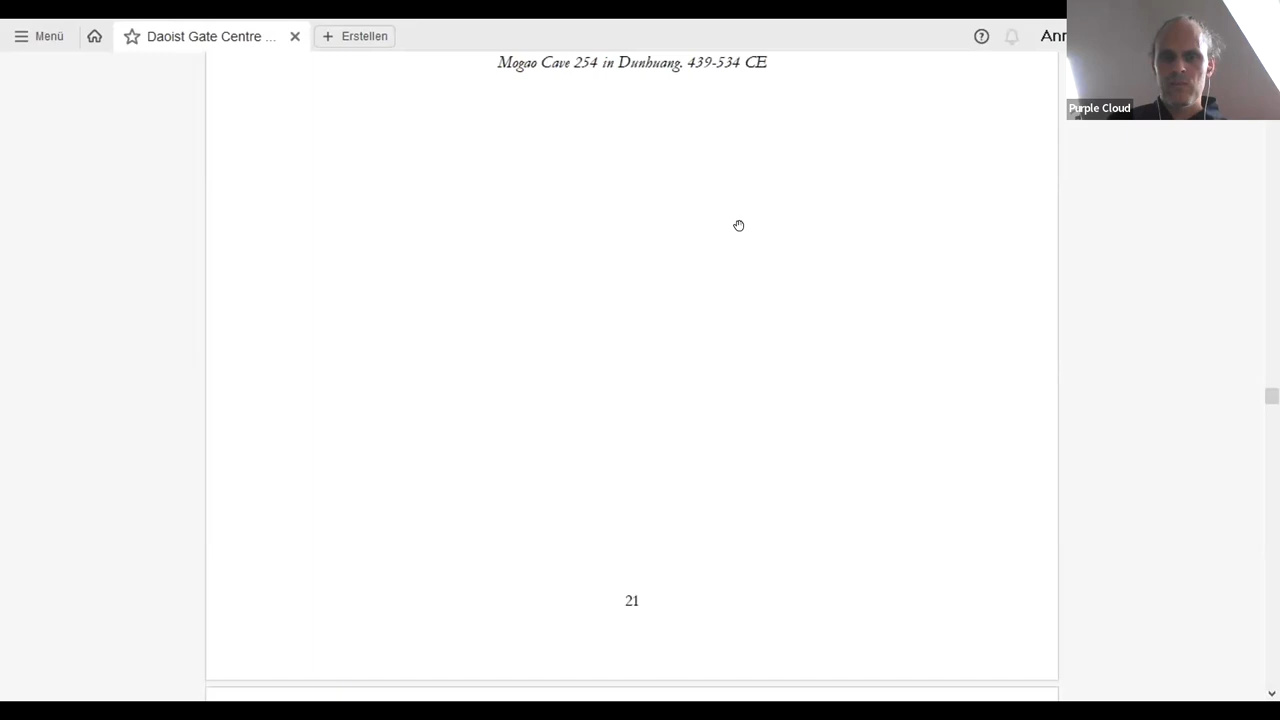 Menü
Daoist Gate Centre ...
Erstellen
Ann
Purple Cloud
Mogao Cave 254 in Dunhuang. 439-534 CE
21